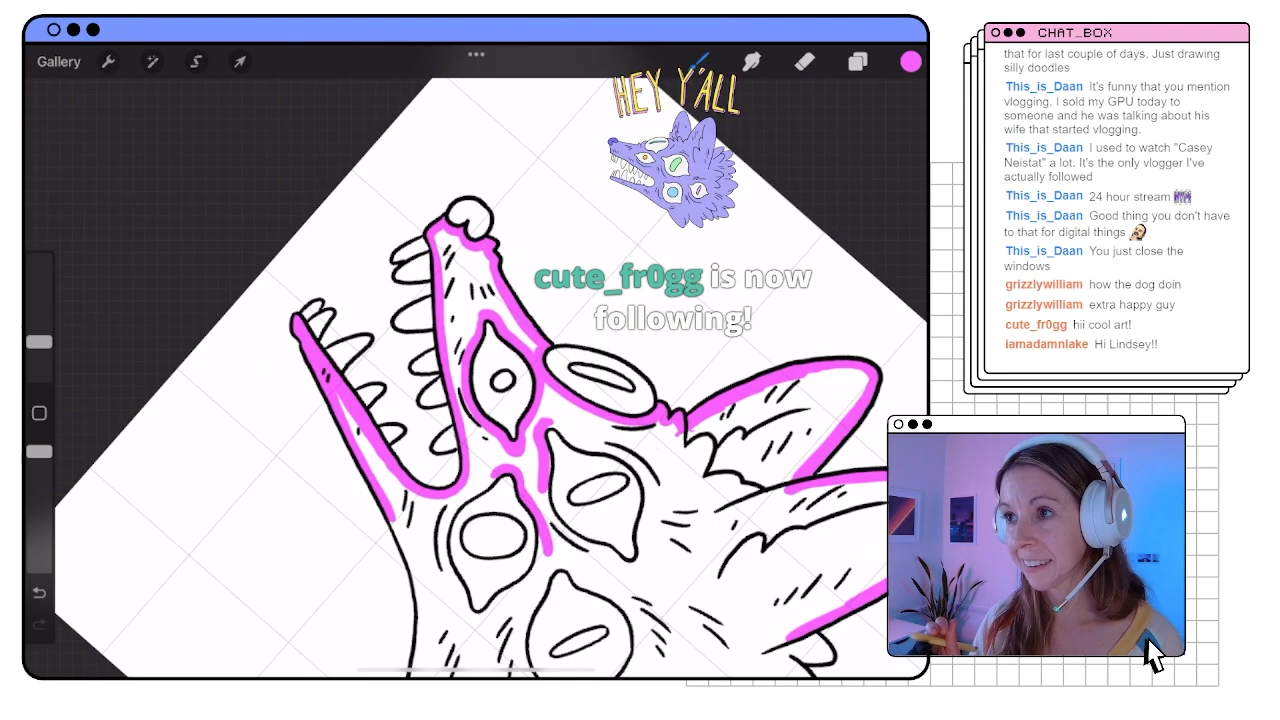 Gallery
HEY Y'ALL
cute_fr0gg is now
following!
CHAT_BOX
that for last couple of days. Just drawing
silly doodles
This_is_Daan It's funny that you mention
vlogging. I sold my GPU today to
someone and he was talking about his
wife that started vlogging.
This_is_Daan I used to watch "Casey
Neistat" a lot. It's the only vlogger I've
actually followed
This_is_Daan 24 hour stream
This_is_Daan Good thing you don't have
to that for digital things
This_is_Daan You just close the
windows
grizzlywilliam how the dog doin
grizzlywilliam extra happy guy
cute_fr0gg hii cool art!
iamadamnlake Hi Lindsey!!